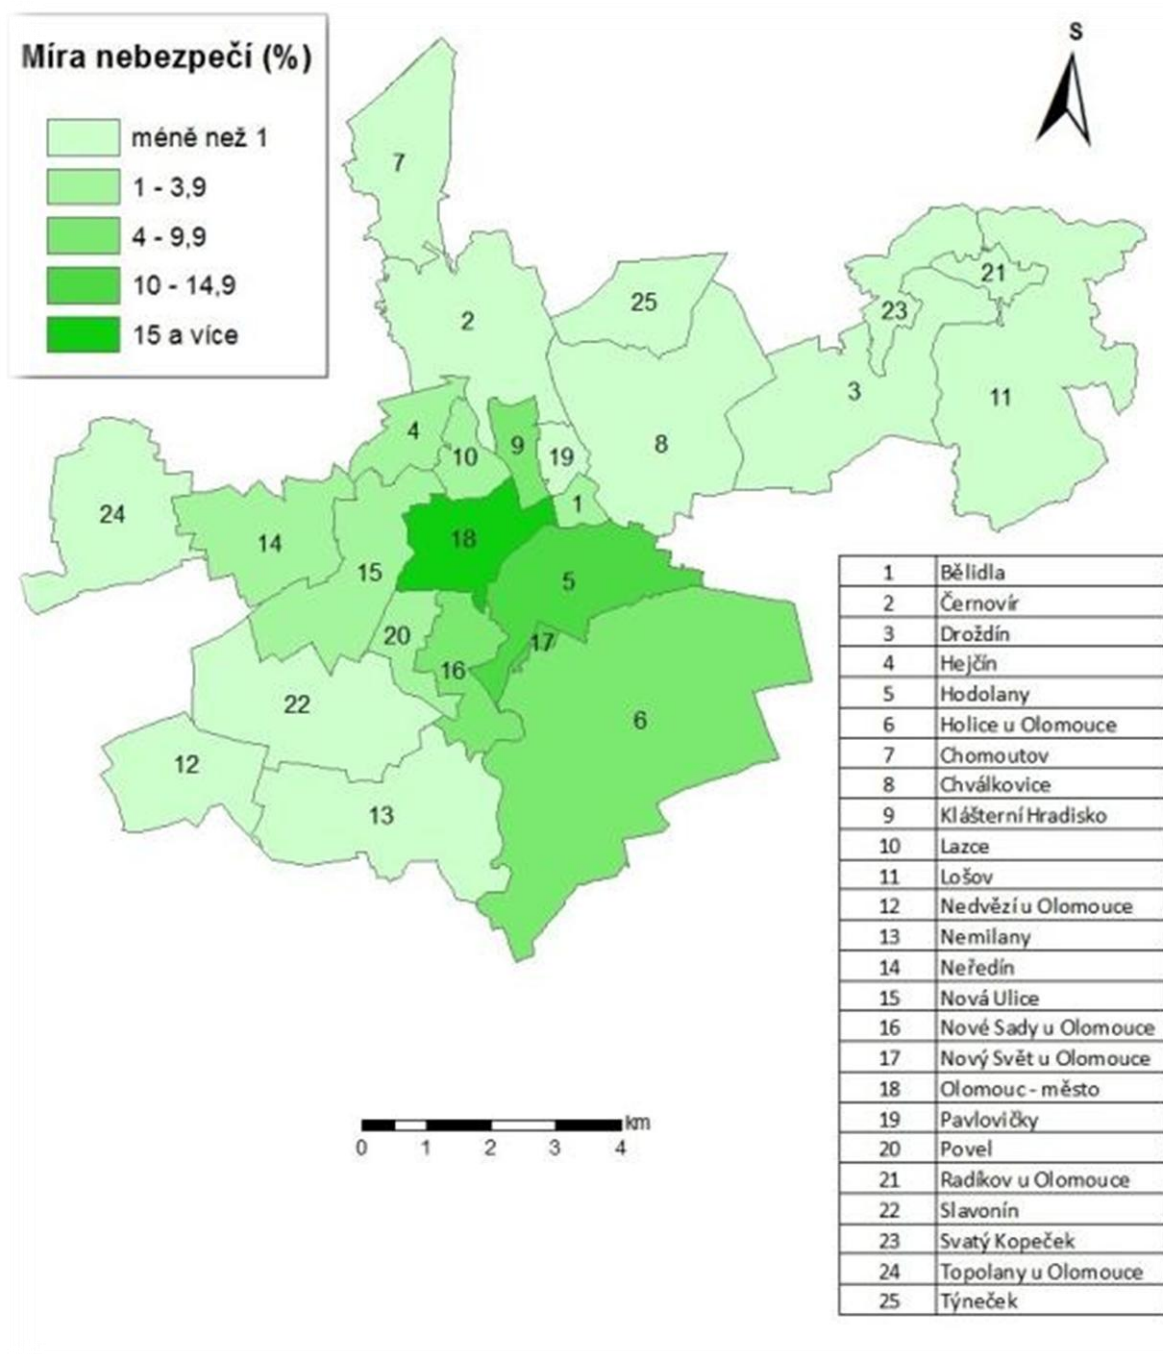 Míra nebezpečí (%)
méně než 1
1 - 3,9
4 - 9,9
10 - 14,9
15 a více
S
7
21
25
23
2
3
11
4
9
8
10
19
1
24
18
14
15
5
20
17
16
22
6
12
13
km
0 1 2 3 4
1 Bělidla
2 Černovír
3 Droždín
4 Hejčín
5 Hodolany
6 Holice u Olomouce
7 Chomoutov
8 Chválkovice
9 Klášterní Hradisko
10 Lazce
11 Lošov
12 Nedvězí u Olomouce
13 Nemilany
14 Neředín
15 Nová Ulice
16 Nové Sady u Olomouce
17 Nový Svět u Olomouce
18 Olomouc - město
19 Pavlovičky
20 Povel
21 Radíkov u Olomouce
22 Slavonín
23 Svatý Kopeček
24 Topolany u Olomouce
25 Týneček